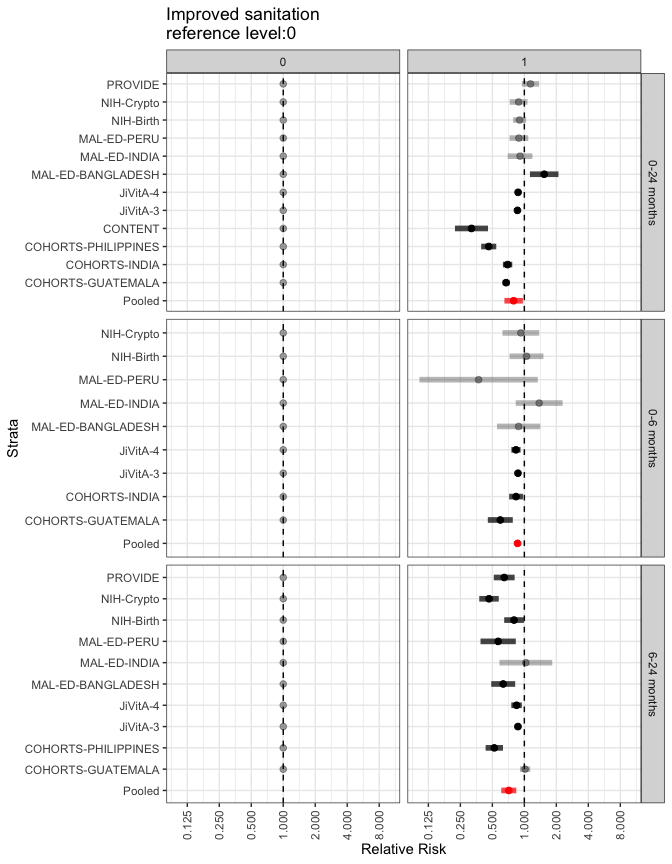 Improved sanitation
reference level:0
0
1
Strata
PROVIDE
NIH-Crypto
NIH-Birth
MAL-ED-PERU
MAL-ED-INDIA
MAL-ED-BANGLADESH
JiVitA-4
JiVitA-3
CONTENT
COHORTS-PHILIPPINES
COHORTS-INDIA
COHORTS-GUATEMALA
Pooled
0-24 months
NIH-Crypto
NIH-Birth
MAL-ED-PERU
MAL-ED-INDIA
MAL-ED-BANGLADESH
JiVitA-4
JiVitA-3
COHORTS-INDIA
COHORTS-GUATEMALA
Pooled
0-6 months
PROVIDE
NIH-Crypto
NIH-Birth
MAL-ED-PERU
MAL-ED-INDIA
MAL-ED-BANGLADESH
JiVitA-4
JiVitA-3
COHORTS-PHILIPPINES
COHORTS-GUATEMALA
Pooled
6-24 months
0.125
0.250
0.500
1.000
2.000
4.000
8.000
0.125
0.250
0.500
1.000
2.000
4.000
8.000
Relative Risk